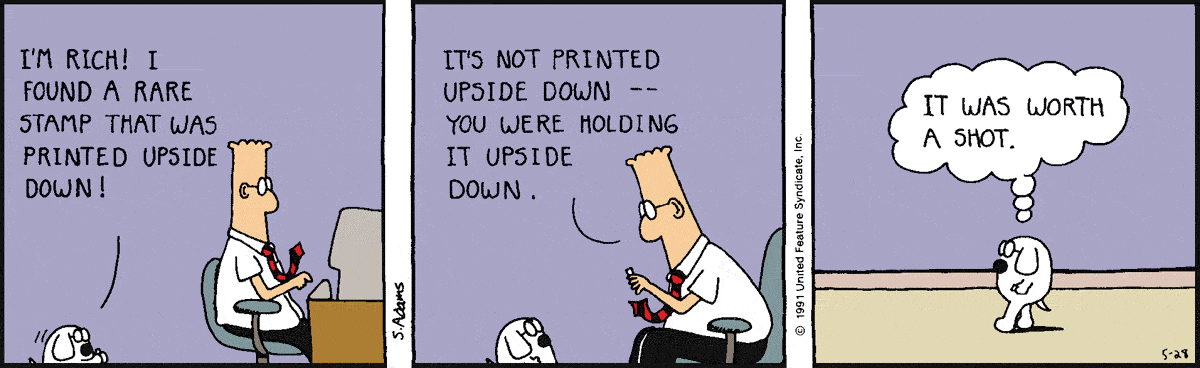 I'M RICH! I
FOUND A RARE
STAMP THAT WAS
PRINTED UPSIDE
DOWN!
S.Adams
IT'S NOT PRINTED
UPSIDE DOWN --
YOU WERE HOLDING
IT UPSIDE
DOWN.
© 1991 United Feature Syndicate, Inc.
IT WAS WORTH
A SHOT.
5-28